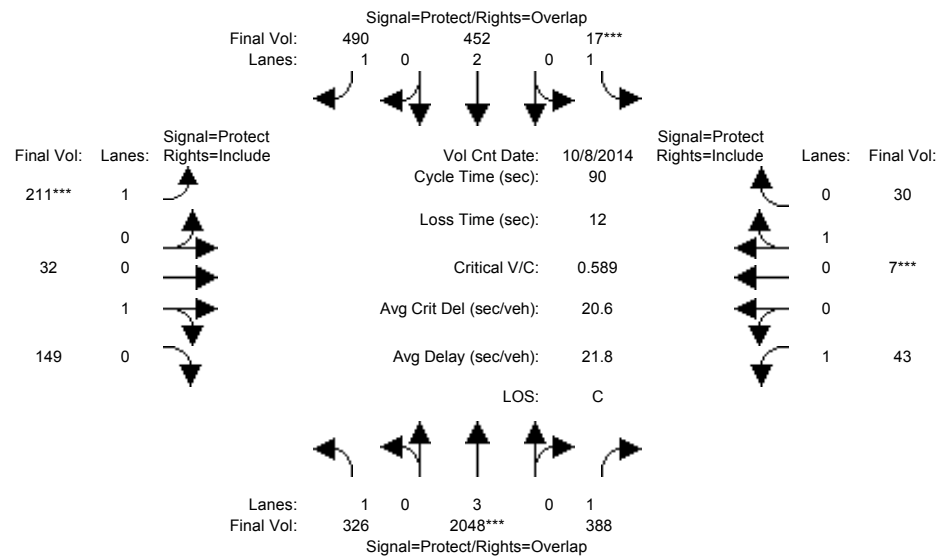 Signal=Protect/Rights=Overlap
Final Vol: 490 452 17***
Lanes: 1 0 2 0 1
Signal=Protect Signal=Protect
Final Vol: Lanes: Rights=Include Vol Cnt Date: 10/8/2014 Rights=Include Lanes: Final Vol:
Cycle Time (sec): 90
211*** 1 0 30
Loss Time (sec): 12
0 1
32 0 Critical V/C: 0.589 0 7***
1 Avg Crit Del (sec/veh): 20.6 0
149 0 Avg Delay (sec/veh): 21.8 1 43
LOS: C
Lanes: 1 0 3 0 1
Final Vol: 326 2048*** 388
Signal=Protect/Rights=Overlap